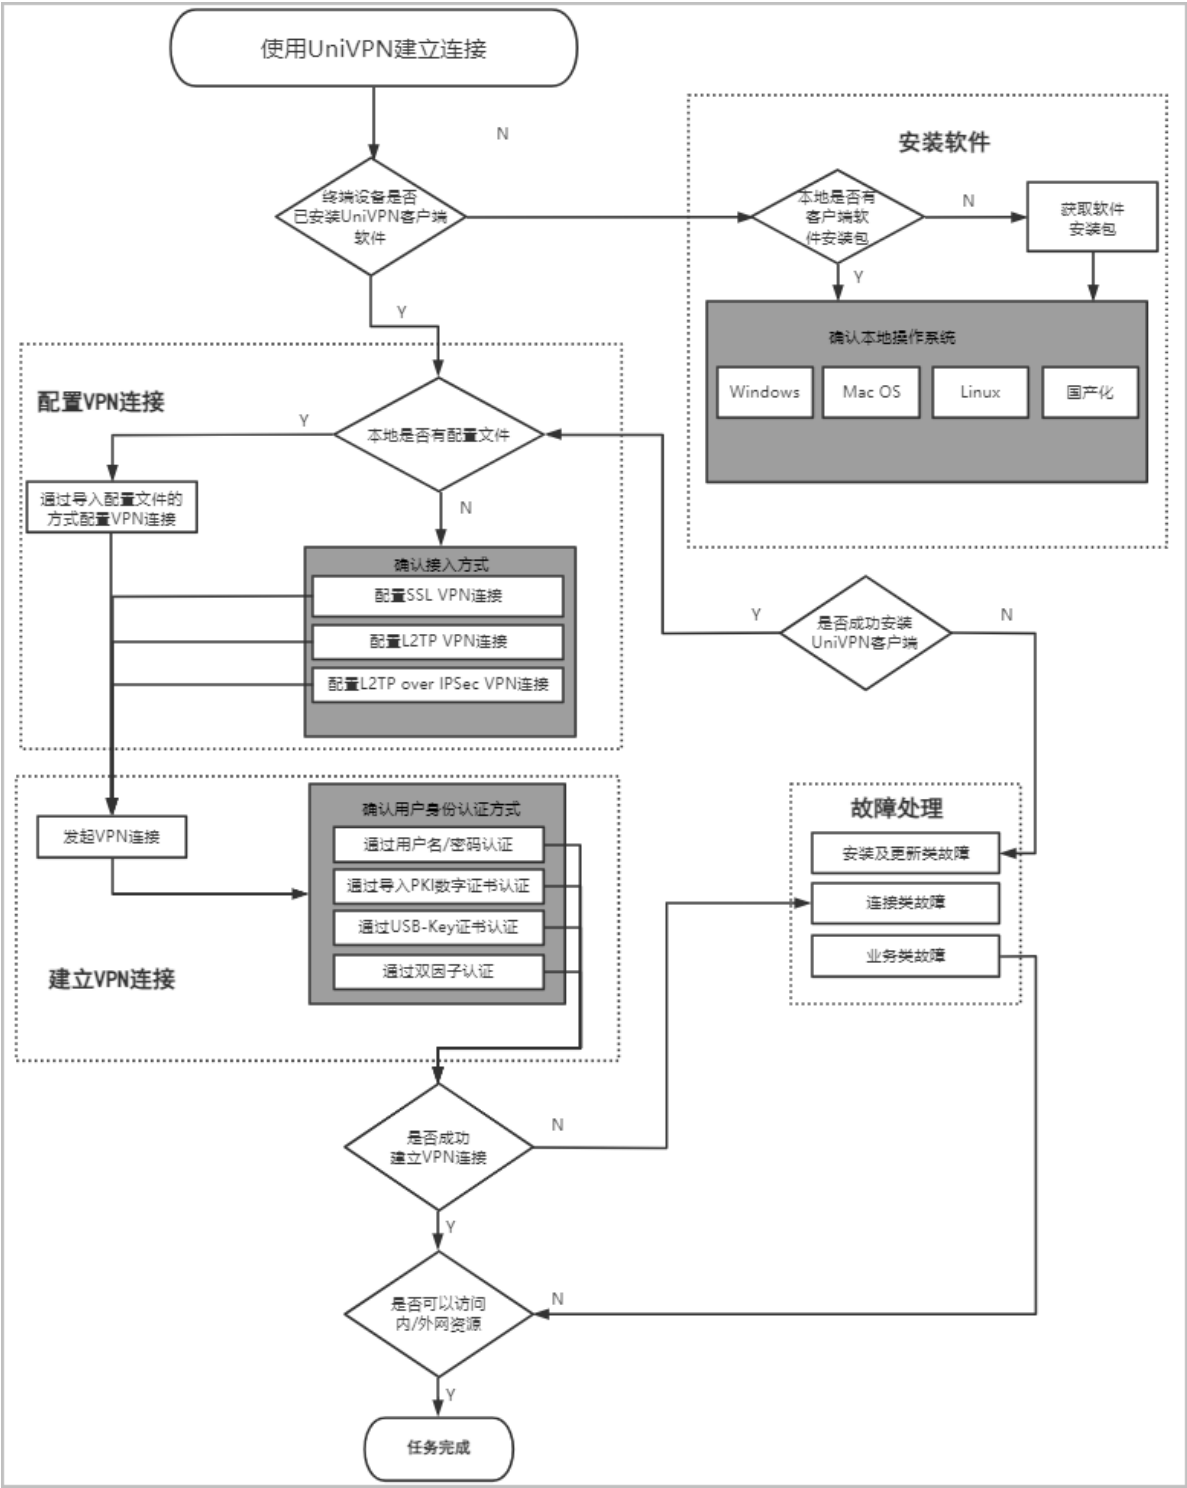 使用UniVPN建立连接
N
终端设备是否
已安装UniVPN客户端
软件
Y
安装软件
本地是否有
客户端软
件安装包
N
获取软件
安装包
Y
确认本地操作系统
Windows
Mac OS
Linux
国产化
配置VPN连接
Y
本地是否有配置文件
通过导入配置文件的
方式配置VPN连接
N
确认接入方式
配置SSL VPN连接
配置L2TP VPN连接
配置L2TP over IPSec VPN连接
Y
是否成功安装
UniVPN客户端
N
发起VPN连接
确认用户身份认证方式
通过用户名/密码认证
通过导入PKI数字证书认证
通过USB-Key证书认证
通过双因子认证
建立VPN连接
故障处理
安装及更新类故障
连接类故障
业务类故障
是否成功
建立VPN连接
N
Y
是否可以访问
内/外网资源
N
Y
任务完成